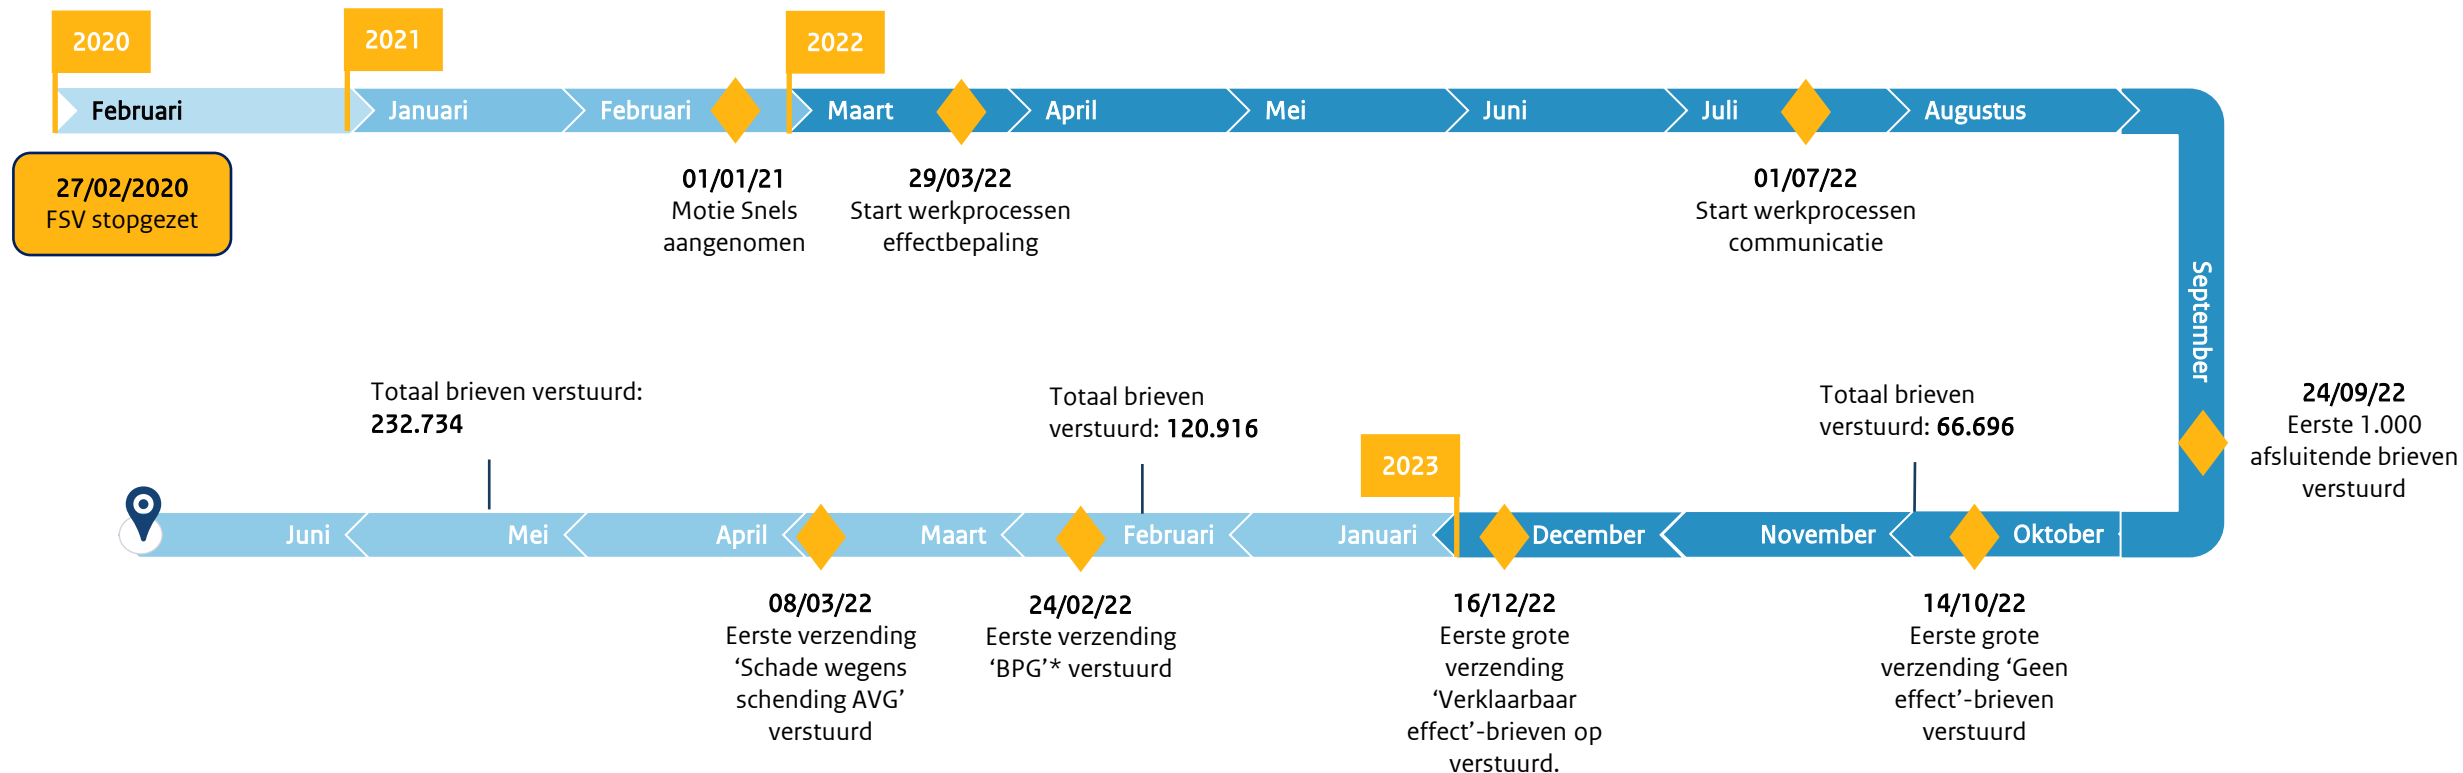 2020
2021
2022
Februari
Januari
Februari
Maart
April
Mei
Juni
Juli
Augustus
27/02/2020
FSV stopgezet
01/01/21
Motie Snels
aangenomen
29/03/22
Start werkprocessen
effectbepaling
01/07/22
Start werkprocessen
communicatie
September
24/09/22
Eerste 1.000
afsluitende brieven
verstuurd
Totaal brieven verstuurd:
232.734
Totaal brieven
verstuurd: 120.916
Totaal brieven
verstuurd: 66.696
2023
Juni
Mei
April
Maart
Februari
Januari
December
November
Oktober
08/03/22
Eerste verzending
‘Schade wegens
schending AVG’
verstuurd
24/02/22
Eerste verzending
‘BPG’* verstuurd
16/12/22
Eerste grote
verzending
‘Verklaarbaar
effect’-brieven op
verstuurd.
14/10/22
Eerste grote
verzending ‘Geen
effect’-brieven
verstuurd